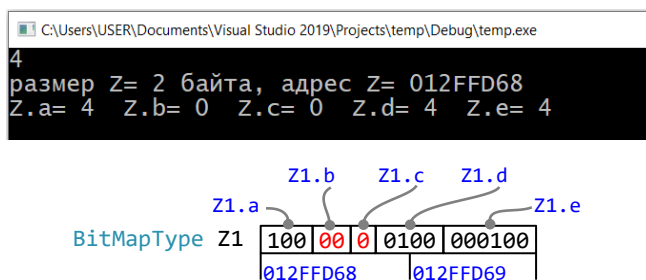 C:\Users\USER\Documents\Visual Studio 2019\Projects\temp\Debug\temp.exe
4
размер Z= 2 байта, адрес Z= 012FFD68
Z.a= 4 Z.b= 0 Z.c= 0 Z.d= 4 Z.e= 4
Z1.b Z1.c Z1.d
Z1.a Z1.e
BitMapType Z1 100 00 0 0100 000100
012FFD68 012FFD69